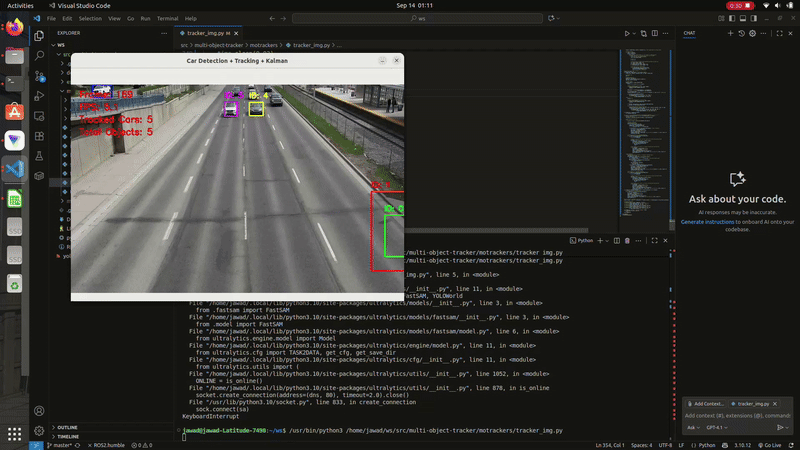 Activities
Visual Studio Code
Sep 14 01:11
0:30
File Edit Selection View Go Run Terminal Help
ws
EXPLORER
WS
tracker_img.py M
src > multi-object-tracker > motrackers > tracker_img.py > ...
CHAT
Car Detection + Tracking + Kalman
Tracked Cars: 5
Total Objects: 5
ID: 4
Ask about your code.
AI responses may be inaccurate.
Generate Instructions to onboard AI onto your codebase.
Python
src/multi-object-tracker/motrackers/tracker_img.py
src/multi-object-tracker/motrackers/tracker_img.py
img.py", line 5, in <module>
/__init__.py", line 11, in <module>
FastSAM, YOLOWorld
File "/home/jawad/.local/lib/python3.10/site-packages/ultralytics/models/__init__.py", line 3, in <module>
from .fastsam import FastSAM
File "/home/jawad/.local/lib/python3.10/site-packages/ultralytics/models/fastsam/__init__.py", line 3, in <module>
from .model import FastSAM
File "/home/jawad/.local/lib/python3.10/site-packages/ultralytics/models/fastsam/model.py", line 6, in <module>
from ultralytics.engine.model import Model
File "/home/jawad/.local/lib/python3.10/site-packages/ultralytics/engine/model.py", line 11, in <module>
from ultralytics.cfg import TASK2DATA, get_cfg, get_save_dir
File "/home/jawad/.local/lib/python3.10/site-packages/ultralytics/cfg/__init__.py", line 11, in <module>
from ultralytics.utils import (
File "/home/jawad/.local/lib/python3.10/site-packages/ultralytics/utils/__init__.py", line 1052, in <module>
ONLINE = is_online()
File "/home/jawad/.local/lib/python3.10/site-packages/ultralytics/utils/__init__.py", line 878, in is_online
socket.create_connection(address=(dns, 80), timeout=2.0).close()
File "/usr/lib/python3.10/socket.py", line 833, in create_connection
sock.connect(sa)
KeyboardInterrupt
jawad@jawad-Latitude-7490:~/ws$ /usr/bin/python3 /home/jawad/ws/src/multi-object-tracker/motrackers/tracker_img.py
Add Context...
tracker_img.py
Add context (#), extensions (@), commands
Ask
GPT-4.1
OUTLINE
TIMELINE
master*
ROS2.humble
0
0
Ln 354, Col 1
Spaces: 4
UTF-8
LF
Python
3.10.12
Go Live